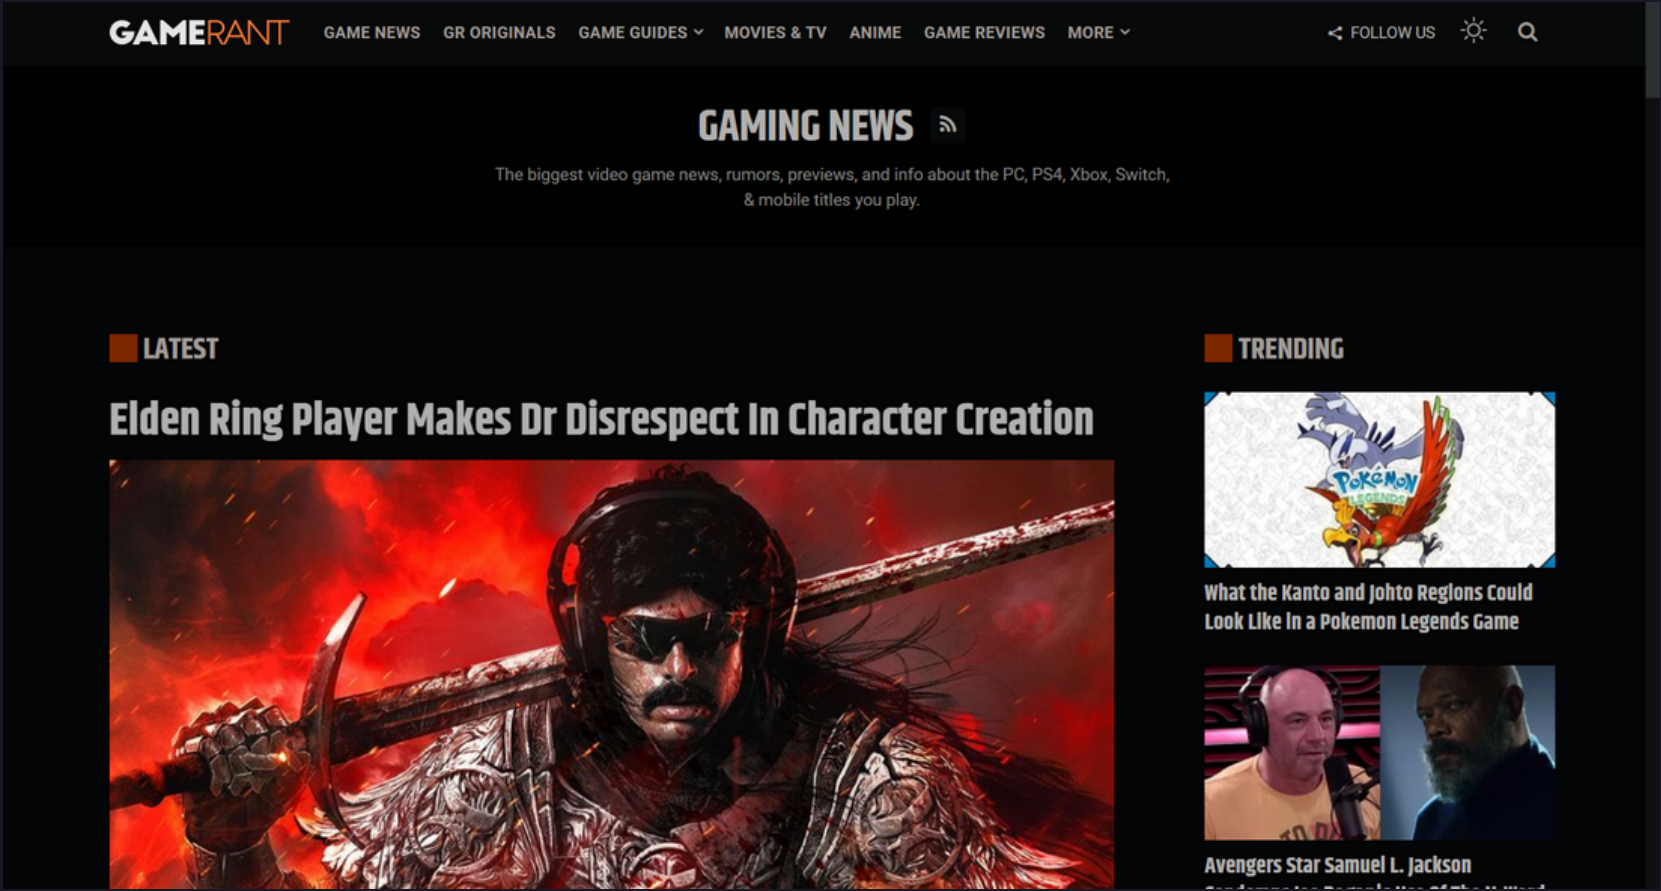 GAMERANT
GAME NEWS
GR ORIGINALS
GAME GUIDES
MOVIES & TV
ANIME
GAME REVIEWS
MORE
FOLLOW US
GAMING NEWS
The biggest video game news, rumors, previews, and info about the PC, PS4, Xbox, Switch,
& mobile titles you play.
LATEST
Elden Ring Player Makes Dr Disrespect In Character Creation
TRENDING
POKéMON
LEGENDS
What the Kanto and Johto Regions Could
Look Like in a Pokemon Legends Game
Avengers Star Samuel L. Jackson